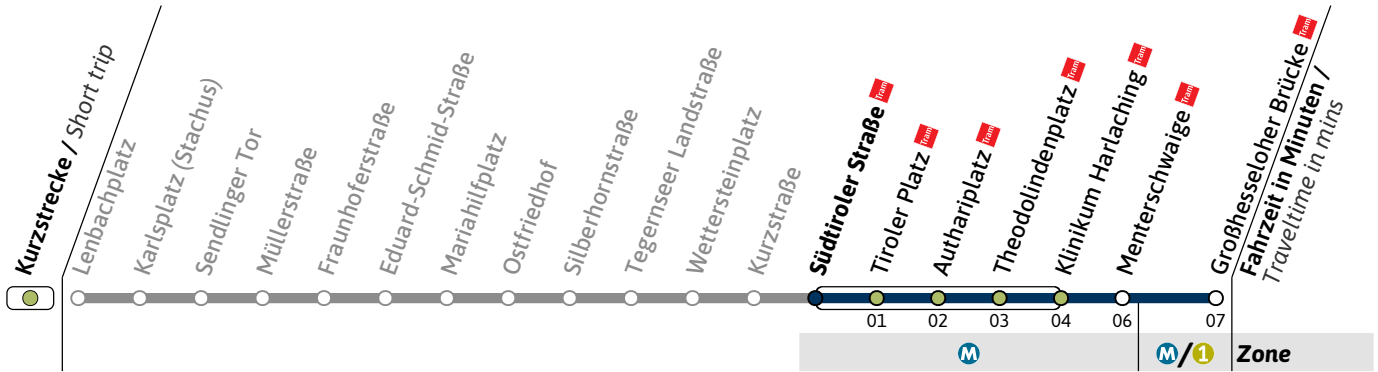 Kurzstrecke / Short trip
Lenbachplatz
Karlsplatz (Stachus)
Sendlinger Tor
Müllerstraße
Fraunhoferstraße
Eduard-Schmid-Straße
Mariahilfplatz
Ostfriedhof
Silberhornstraße
Tegernseer Landstraße
Wettersteinplatz
Kurzstraße
Südtiroler Straße Tram
Tiroler Platz Tram
Authariplatz Tram
Theodolindenplatz Tram
Klinikum Harlaching Tram
Menterschwaige Tram
Großhesseloher Brücke Tram
Fahrzeit in Minuten /
Traveltime in mins
01 02 03 04 06 07
M M/1 Zone